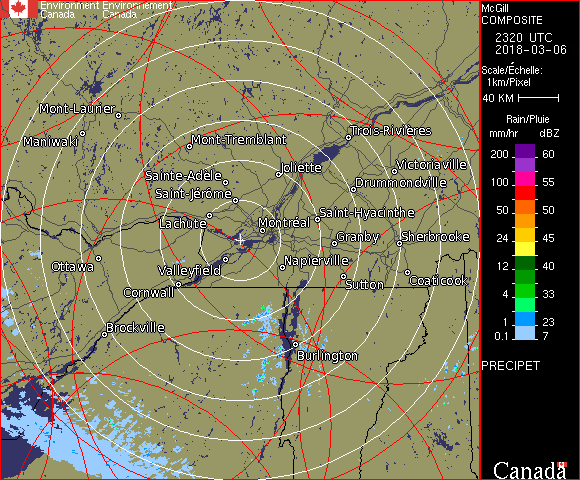 Environment Environnement
Canada Canada
McGill
COMPOSITE
2320 UTC
2018-03-06
Scale/Échelle:
1km/Pixel
40 KM
Rain/Pluie
mm/hr dBZ
200 60
100 55
50 50
24 45
12 40
4 33
1 23
0.1 7
PRECIPET
Mont-Laurier
Maniwaki
Mont-Tremblant
Trois-Rivières
Sainte-Adèle
Joliette
Victoriaville
Saint-Jérôme
Drummondville
Lachute
Montréal
Saint-Hyacinthe
Granby
Sherbrooke
Ottawa
Valleyfield
Napierville
Cornwall
Sutton
Coaticook
Brockville
Burlington
Canada